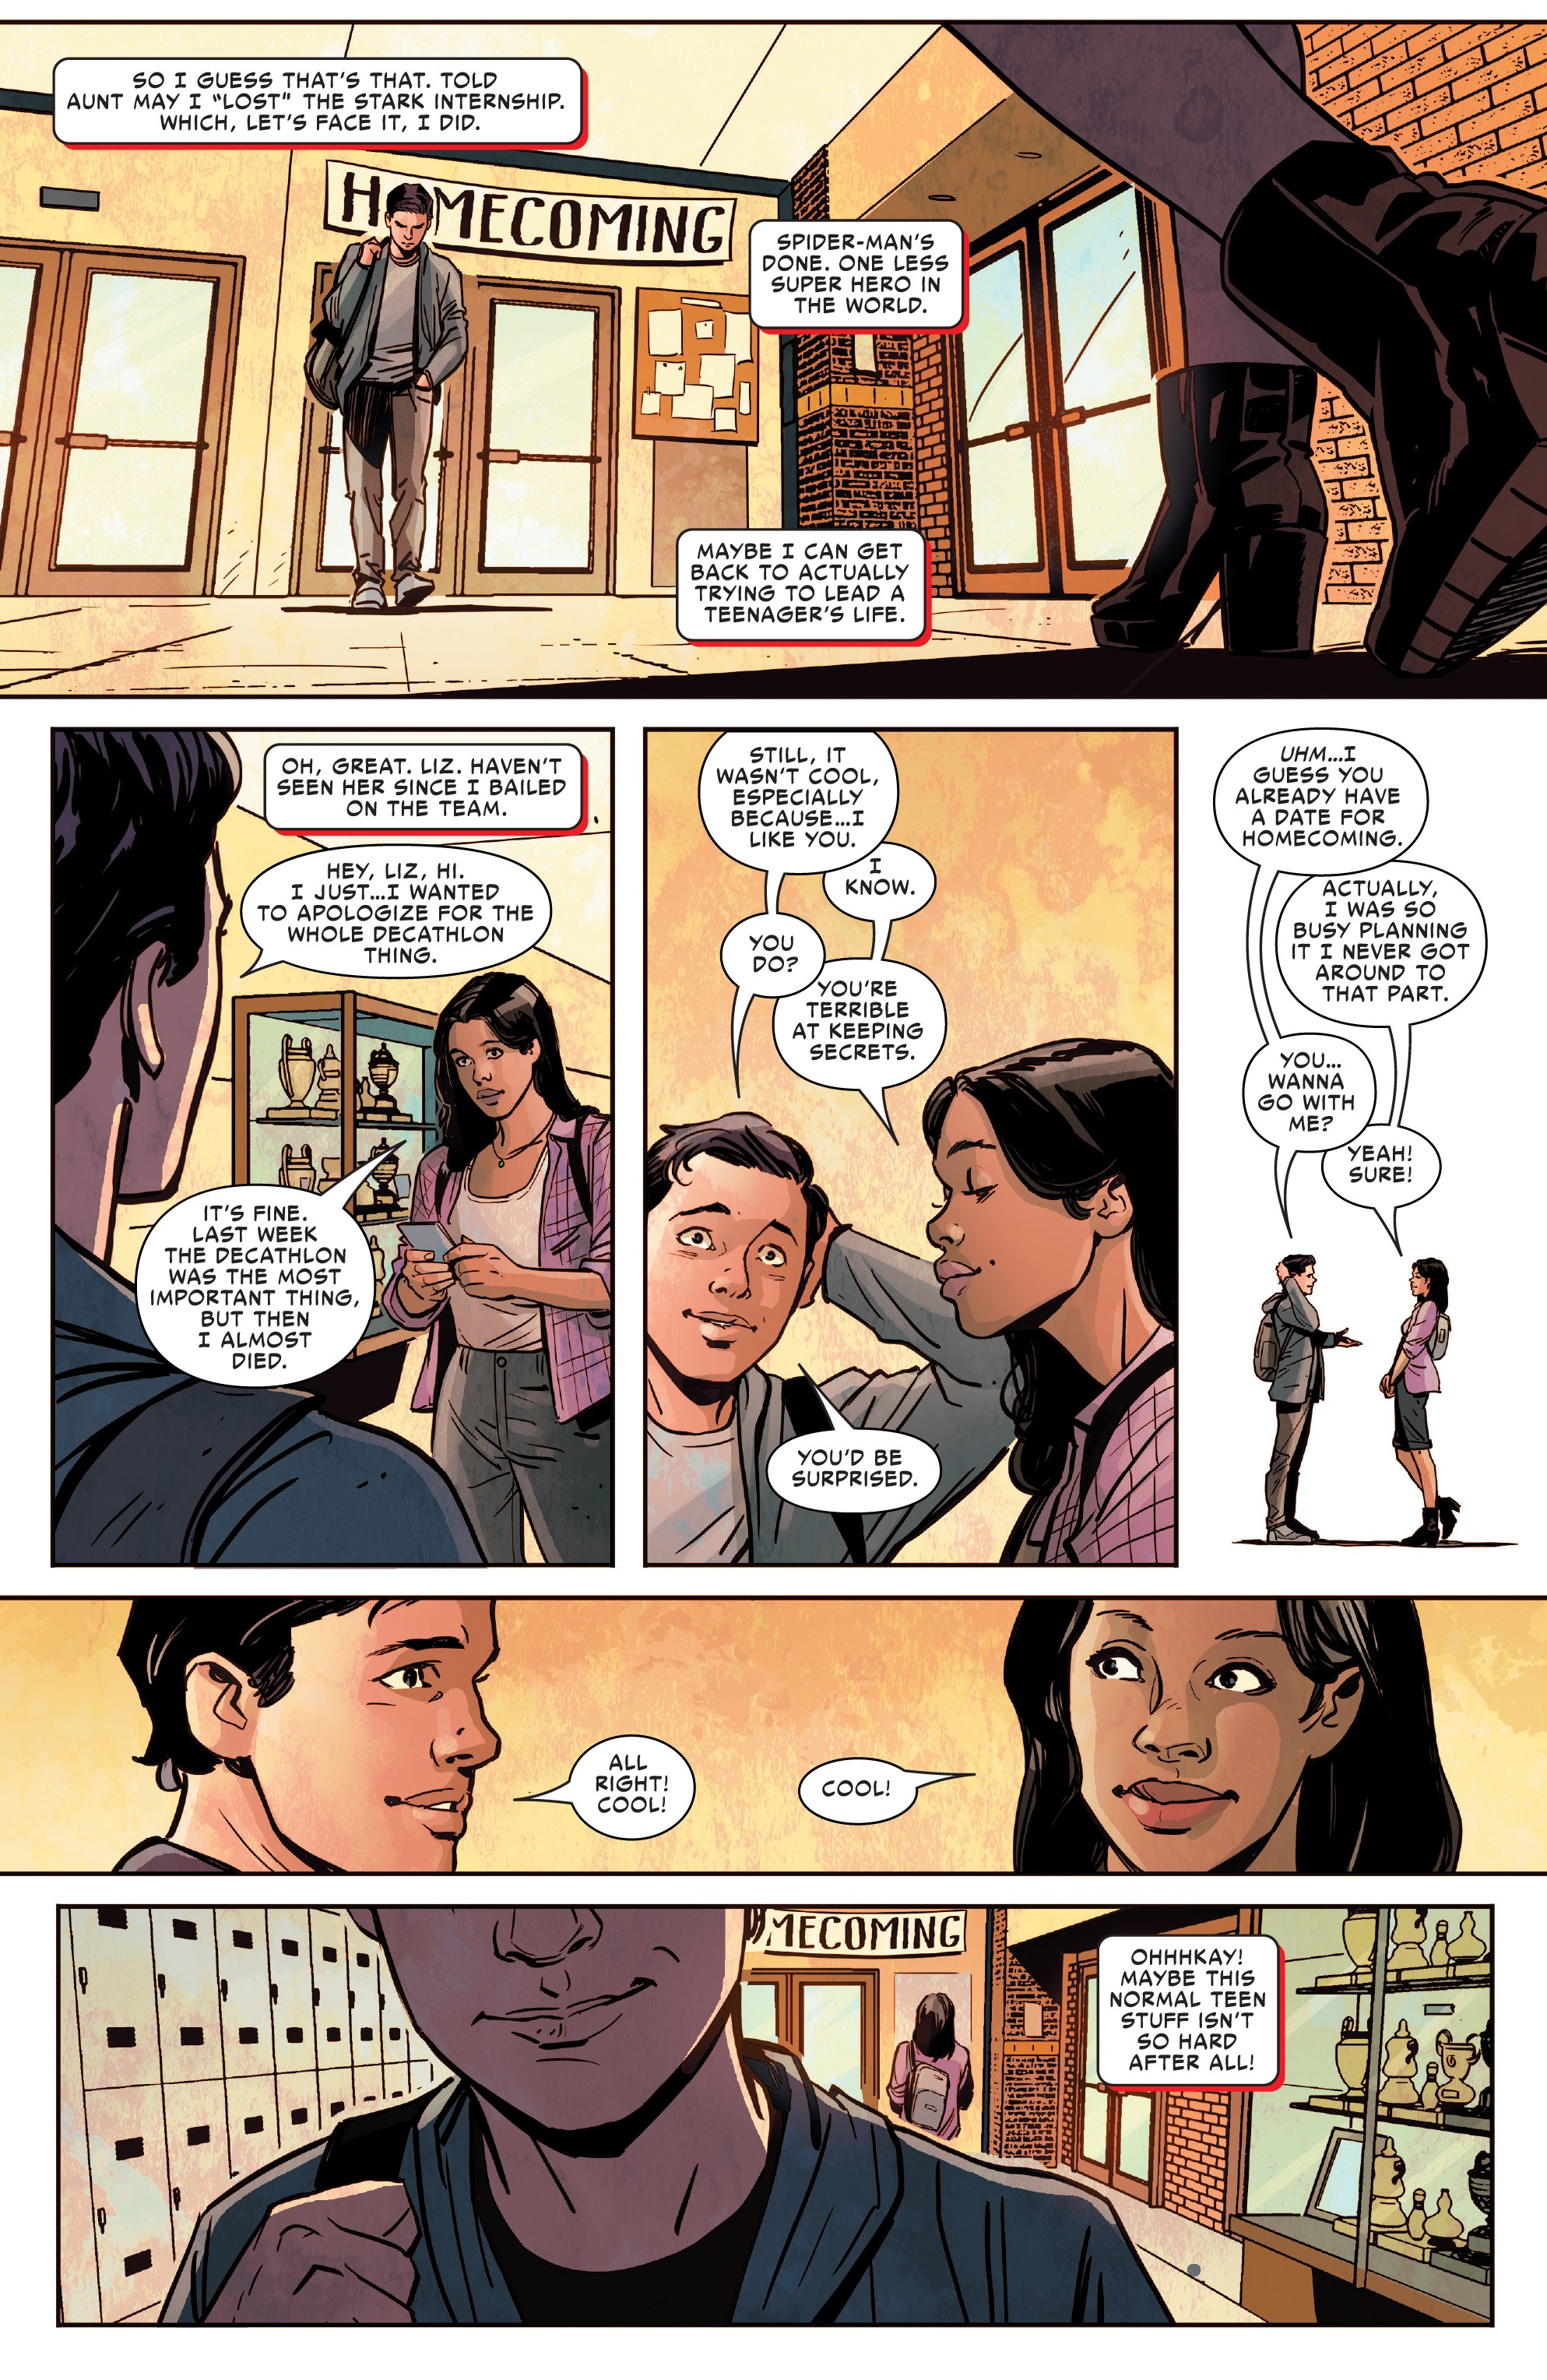 SO I GUESS THAT'S THAT. TOLD
AUNT MAY I "LOST" THE STARK INTERNSHIP.
WHICH, LET'S FACE IT, I DID.
HOMECOMING
SPIDER-MAN'S
DONE. ONE LESS
SUPER HERO IN
THE WORLD.
MAYBE I CAN GET
BACK TO ACTUALLY
TRYING TO LEAD A
TEENAGER'S LIFE.
OH, GREAT. LIZ. HAVEN'T
SEEN HER SINCE I BAILED
ON THE TEAM.
HEY, LIZ, HI.
I JUST...I WANTED
TO APOLOGIZE FOR THE
WHOLE DECATHLON
THING.
IT'S FINE.
LAST WEEK
THE DECATHLON
WAS THE MOST
IMPORTANT THING,
BUT THEN
I ALMOST
DIED.
STILL, IT
WASN'T COOL,
ESPECIALLY
BECAUSE...I
LIKE YOU.
I
KNOW.
YOU
DO?
YOU'RE
TERRIBLE
AT KEEPING
SECRETS.
YOU'D BE
SURPRISED.
UHM...I
GUESS YOU
ALREADY HAVE
A DATE FOR
HOMECOMING.
ACTUALLY,
I WAS SO
BUSY PLANNING
IT I NEVER GOT
AROUND TO
THAT PART.
YOU...
WANNA
GO WITH
ME?
YEAH!
SURE!
ALL
RIGHT!
COOL!
COOL!
MECOMING
OHHHKAY!
MAYBE THIS
NORMAL TEEN
STUFF ISN'T
SO HARD
AFTER ALL!